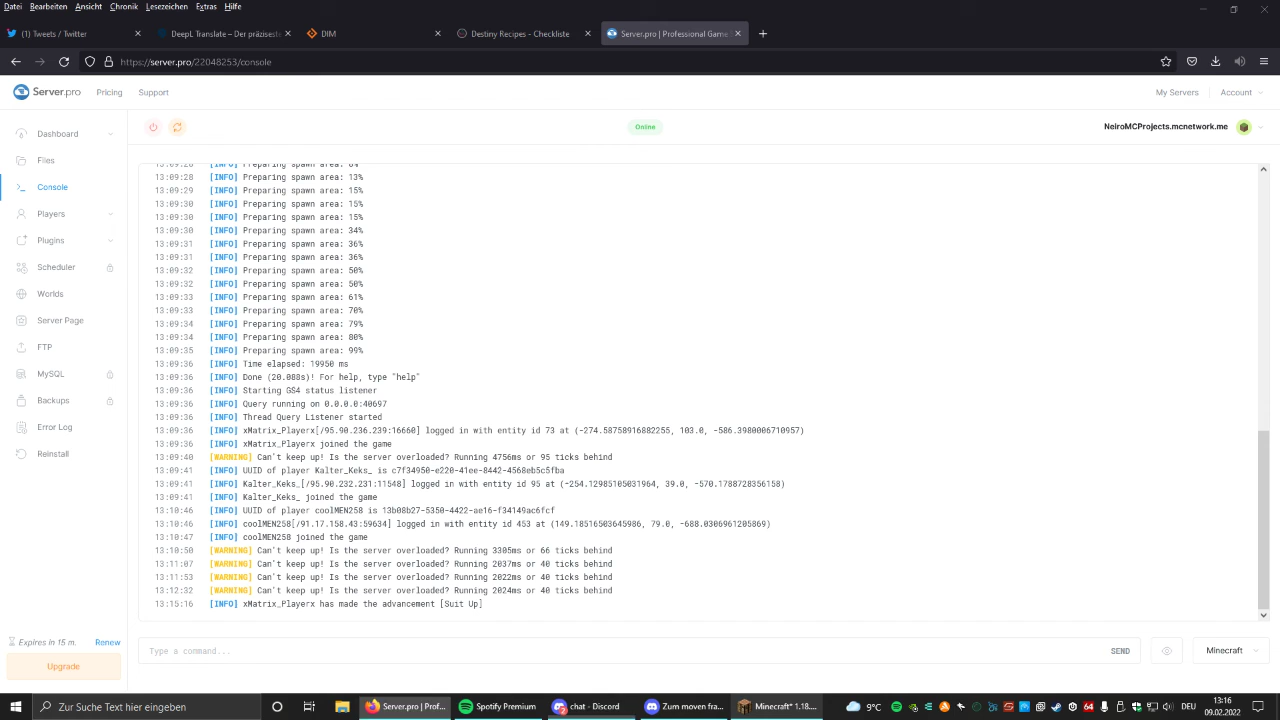 Datei Bearbeiten Ansicht Chronik Lesezeichen Extras Hilfe
(1) Tweets / Twitter
DeepL Translate – Der präziseste
DIM
Destiny Recipes - Checkliste
Server.pro | Professional Game
https://server.pro/22048253/console
Server.pro Pricing Support My Servers Account
Dashboard
Files
Console
Players
Plugins
Scheduler
Worlds
Server Page
FTP
MySQL
Backups
Error Log
Reinstall
Expires in 15 m. Renew
Upgrade
Online
NeiroMCProjects.mcnetwork.me
13:09:28 [INFO] Preparing spawn area: 8%
13:09:28 [INFO] Preparing spawn area: 13%
13:09:29 [INFO] Preparing spawn area: 15%
13:09:30 [INFO] Preparing spawn area: 15%
13:09:30 [INFO] Preparing spawn area: 15%
13:09:30 [INFO] Preparing spawn area: 34%
13:09:31 [INFO] Preparing spawn area: 36%
13:09:31 [INFO] Preparing spawn area: 36%
13:09:32 [INFO] Preparing spawn area: 50%
13:09:32 [INFO] Preparing spawn area: 50%
13:09:33 [INFO] Preparing spawn area: 61%
13:09:33 [INFO] Preparing spawn area: 70%
13:09:34 [INFO] Preparing spawn area: 79%
13:09:34 [INFO] Preparing spawn area: 80%
13:09:35 [INFO] Preparing spawn area: 99%
13:09:36 [INFO] Time elapsed: 19950 ms
13:09:36 [INFO] Done (20.088s)! For help, type "help"
13:09:36 [INFO] Starting GS4 status listener
13:09:36 [INFO] Query running on 0.0.0.0:40697
13:09:36 [INFO] Thread Query Listener started
13:09:36 [INFO] xMatrix_Playerx[/95.90.236.239:16660] logged in with entity id 73 at (-274.58758916882255, 103.0, -586.3980006710957)
13:09:36 [INFO] xMatrix_Playerx joined the game
13:09:40 [WARNING] Can't keep up! Is the server overloaded? Running 4756ms or 95 ticks behind
13:09:41 [INFO] UUID of player Kalter_Keks_ is c7f34950-e220-41ee-8442-4568eb5c5fba
13:09:41 [INFO] Kalter_Keks_[/95.90.232.231:11548] logged in with entity id 95 at (-254.12985105031964, 39.0, -570.1788728356158)
13:09:41 [INFO] Kalter_Keks_ joined the game
13:10:46 [INFO] UUID of player coolMEN258 is 13b08b27-5350-4422-ae16-f34149ac6fcf
13:10:46 [INFO] coolMEN258[/91.17.158.43:59634] logged in with entity id 453 at (149.18516503645986, 79.0, -688.0306961205869)
13:10:47 [INFO] coolMEN258 joined the game
13:10:50 [WARNING] Can't keep up! Is the server overloaded? Running 3305ms or 66 ticks behind
13:11:07 [WARNING] Can't keep up! Is the server overloaded? Running 2037ms or 40 ticks behind
13:11:53 [WARNING] Can't keep up! Is the server overloaded? Running 2022ms or 40 ticks behind
13:12:32 [WARNING] Can't keep up! Is the server overloaded? Running 2024ms or 40 ticks behind
13:15:16 [INFO] xMatrix_Playerx has made the advancement [Suit Up]
Type a command...
SEND
Minecraft
Zur Suche Text hier eingeben
Server.pro | Prof...
Spotify Premium
chat - Discord
Zum moven fra...
Minecraft* 1.18....
9°C
13:16
09.02.2022